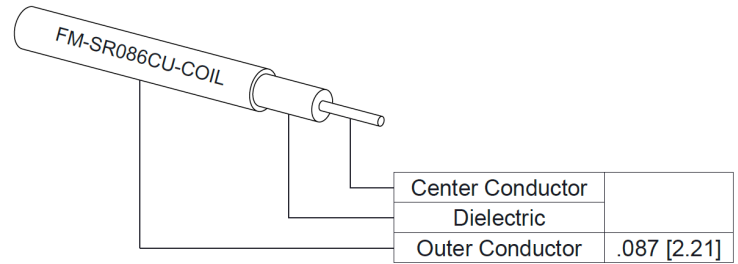 FM-SR086CU-COIL
Center Conductor
Dielectric
Outer Conductor .087 [2.21]